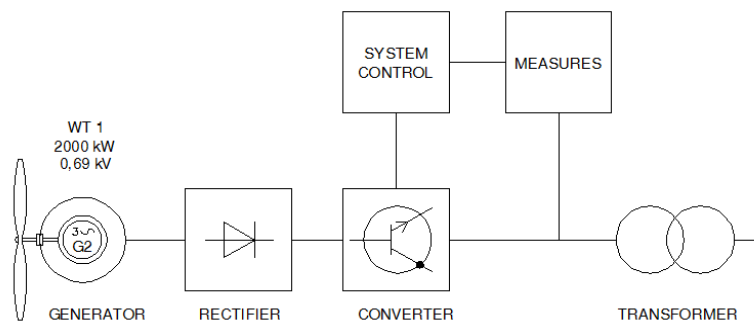 SYSTEM
CONTROL
MEASURES
WT 1
2000 kW
0,69 kV
3
G2
GENERATOR
RECTIFIER
CONVERTER
TRANSFORMER